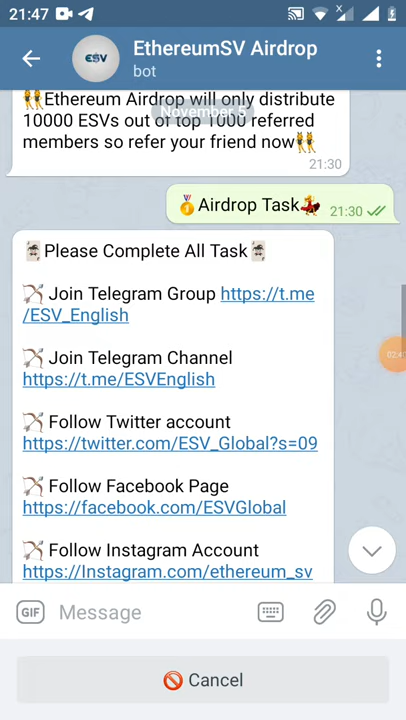 21:47
ESV
EthereumSV Airdrop
bot
👯Ethereum Airdrop will only distribute
November 5
10000 ESVs out of top 1000 referred
members so refer your friend now👯
21:30
🏅Airdrop Task💃 21:30
🃏Please Complete All Task🃏
🏹 Join Telegram Group https://t.me
/ESV_English
🏹 Join Telegram Channel
https://t.me/ESVEnglish
🏹 Follow Twitter account
https://twitter.com/ESV_Global?s=09
🏹 Follow Facebook Page
https://facebook.com/ESVGlobal
🏹 Follow Instagram Account
https://Instagram.com/ethereum_sv
GIF Message
🚫 Cancel